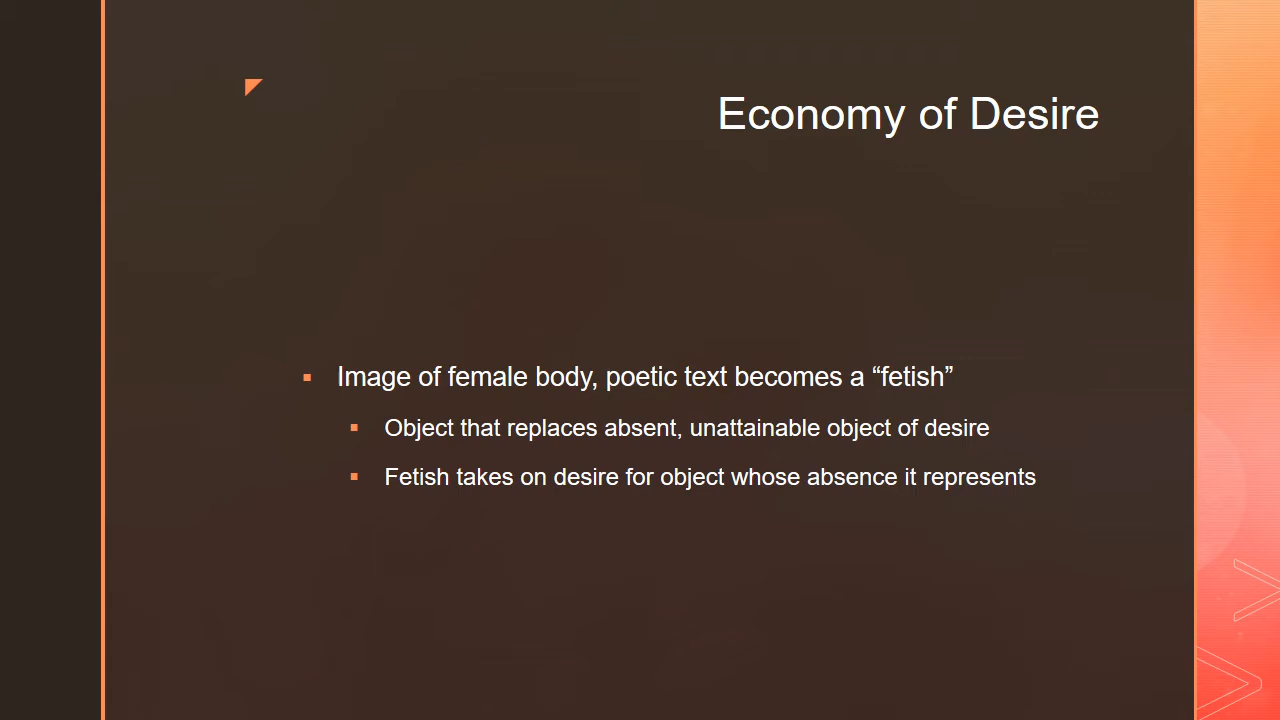 Economy of Desire
Image of female body, poetic text becomes a “fetish”
Object that replaces absent, unattainable object of desire
Fetish takes on desire for object whose absence it represents